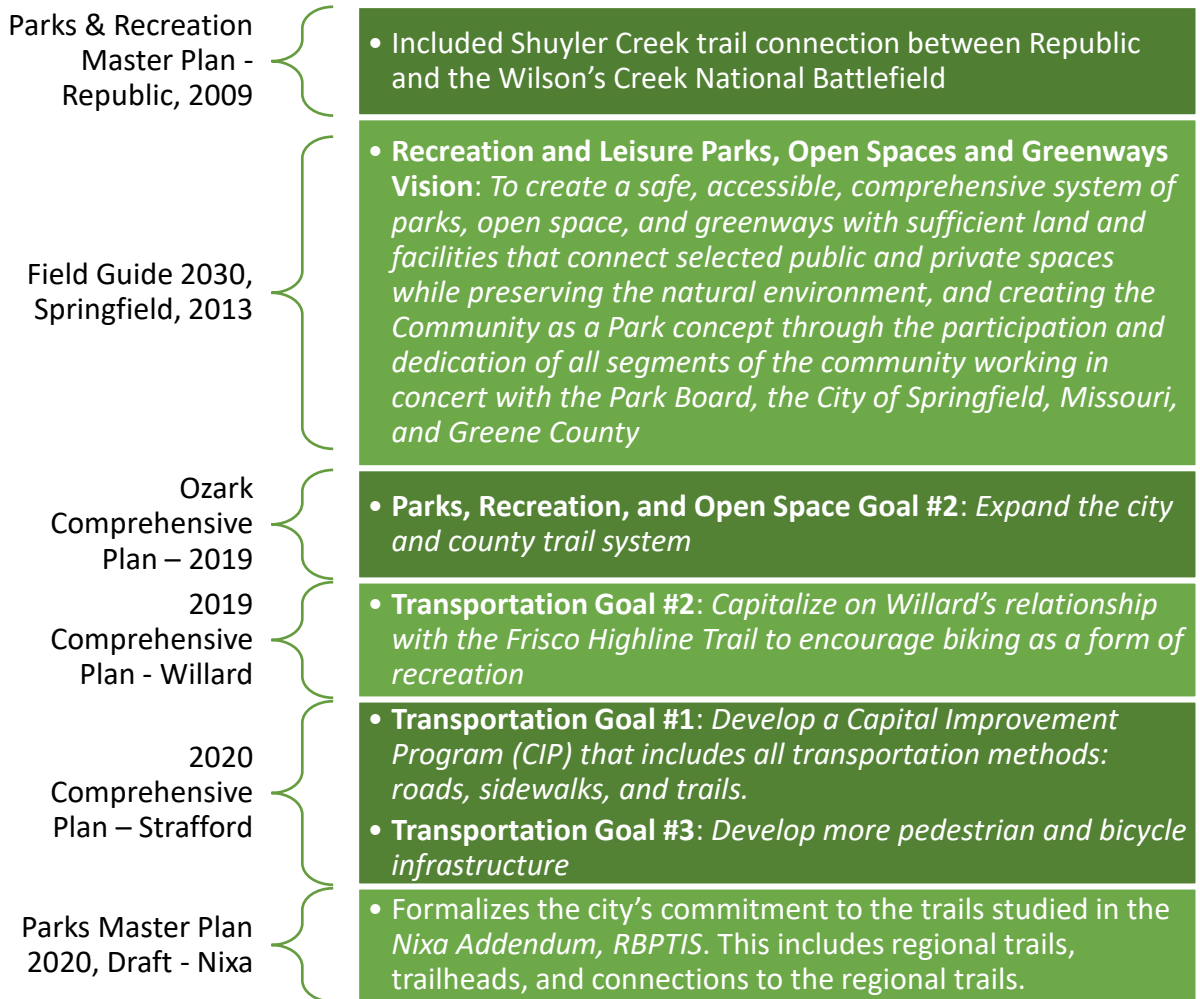 Parks & Recreation
Master Plan -
Republic, 2009
• Included Shuyler Creek trail connection between Republic
and the Wilson’s Creek National Battlefield
Field Guide 2030,
Springfield, 2013
• Recreation and Leisure Parks, Open Spaces and Greenways
Vision: To create a safe, accessible, comprehensive system of
parks, open space, and greenways with sufficient land and
facilities that connect selected public and private spaces
while preserving the natural environment, and creating the
Community as a Park concept through the participation and
dedication of all segments of the community working in
concert with the Park Board, the City of Springfield, Missouri,
and Greene County
Ozark
Comprehensive
Plan – 2019
• Parks, Recreation, and Open Space Goal #2: Expand the city
and county trail system
2019
Comprehensive
Plan - Willard
• Transportation Goal #2: Capitalize on Willard’s relationship
with the Frisco Highline Trail to encourage biking as a form of
recreation
2020
Comprehensive
Plan – Strafford
• Transportation Goal #1: Develop a Capital Improvement
Program (CIP) that includes all transportation methods:
roads, sidewalks, and trails.
• Transportation Goal #3: Develop more pedestrian and bicycle
infrastructure
Parks Master Plan
2020, Draft - Nixa
• Formalizes the city’s commitment to the trails studied in the
Nixa Addendum, RBPTIS. This includes regional trails,
trailheads, and connections to the regional trails.